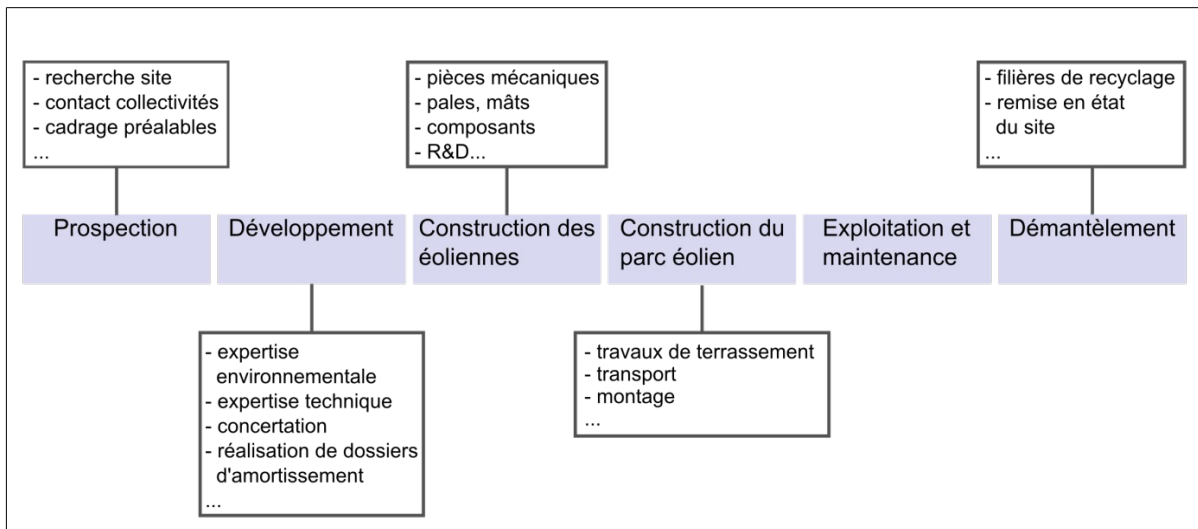 - recherche site
- contact collectivités
- cadrage préalables
...
- pièces mécaniques
- pales, mâts
- composants
- R&D...
- filières de recyclage
- remise en état
du site
...
Prospection
Développement
Construction des
éoliennes
Construction du
parc éolien
Exploitation et
maintenance
Démantèlement
- expertise
environnementale
- expertise technique
- concertation
- réalisation de dossiers
d'amortissement
...
- travaux de terrassement
- transport
- montage
...